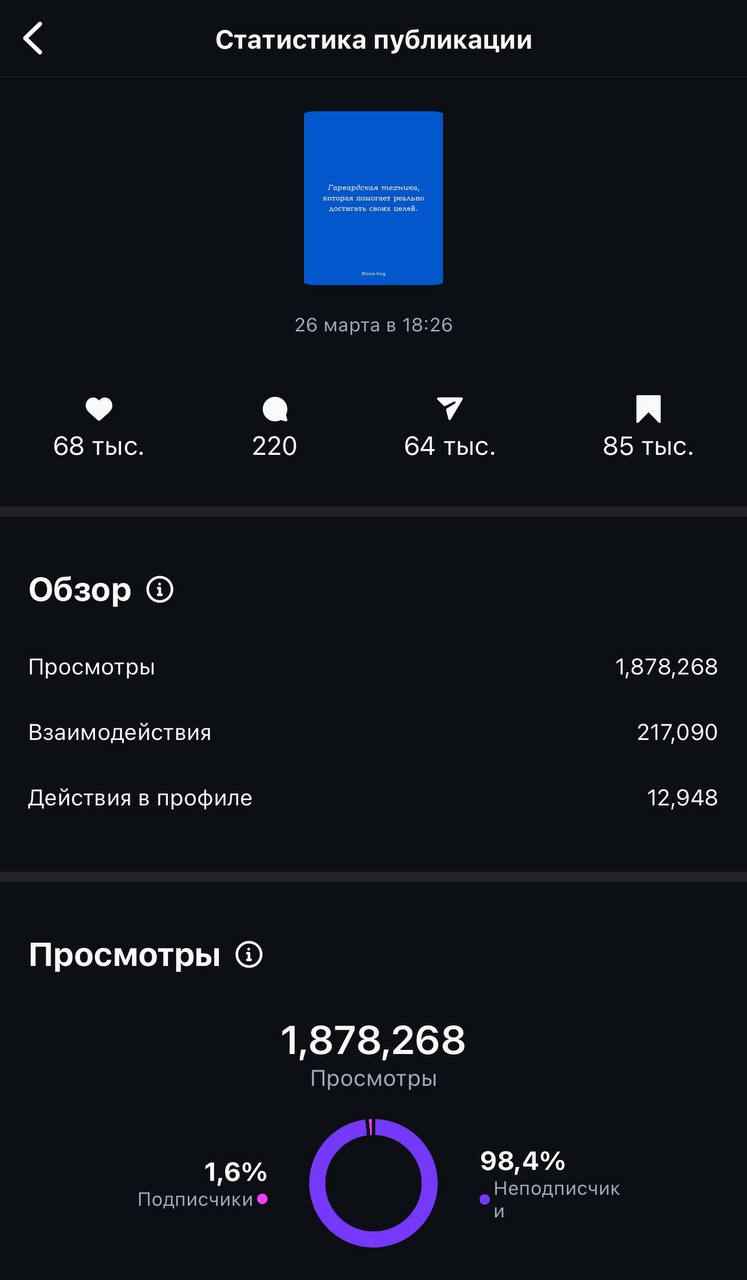 Статистика публикации
Гарвардская техника,
которая помогает реально
достигать своих целей.
26 марта в 18:26
68 тыс.
220
64 тыс.
85 тыс.
Обзор
Просмотры 1,878,268
Взаимодействия 217,090
Действия в профиле 12,948
Просмотры
1,878,268
Просмотры
1,6%
Подписчики
98,4%
Неподписчик
и